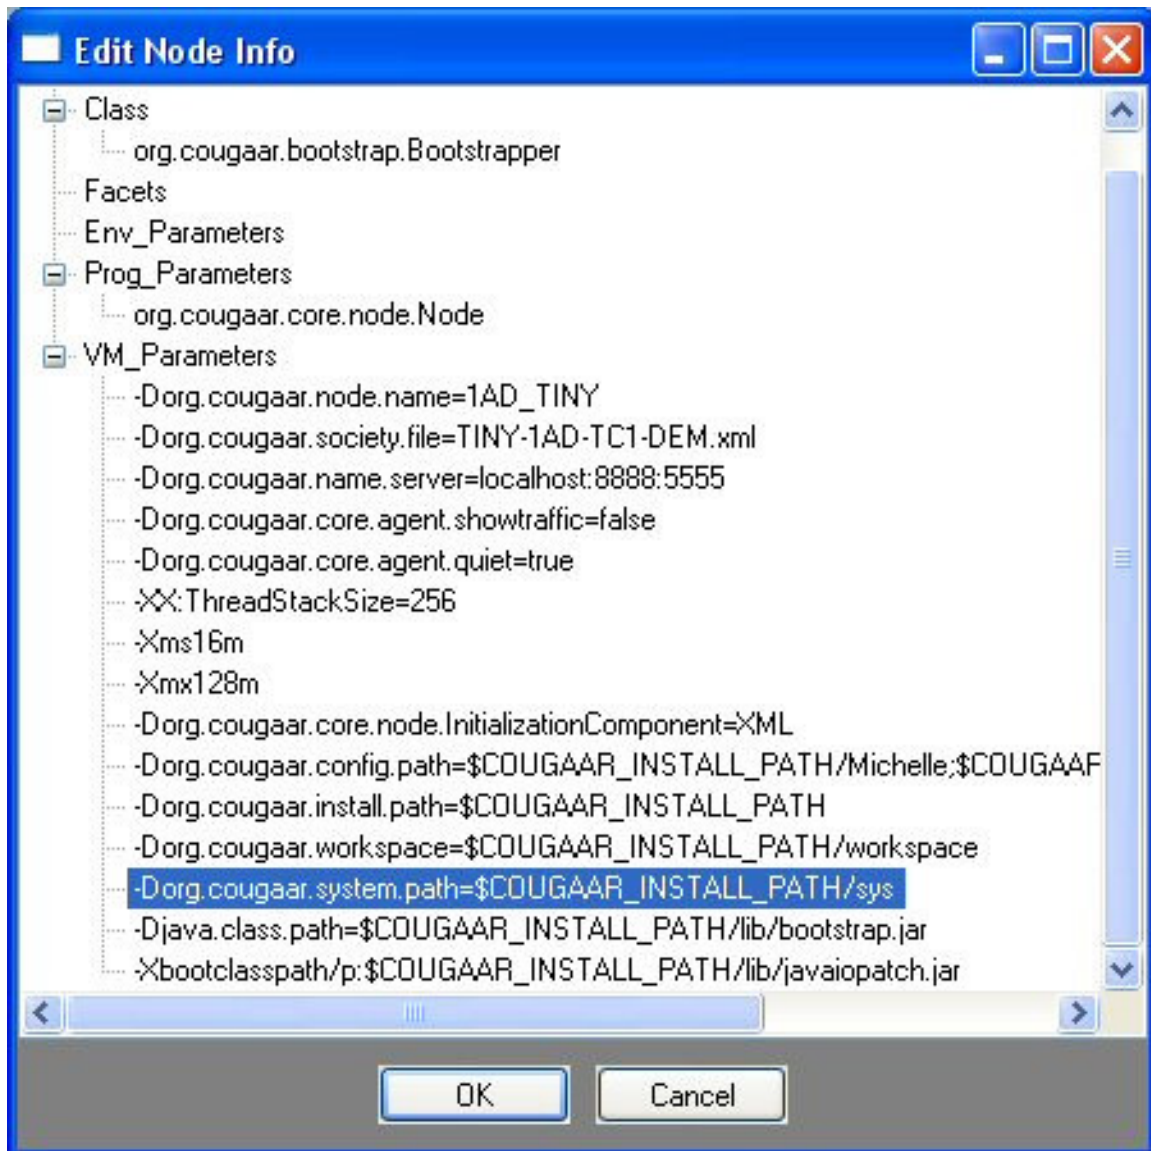 Edit Node Info
Class
org.cougaar.bootstrap.Bootstrapper
Facets
Env_Parameters
Prog_Parameters
org.cougaar.core.node.Node
VM_Parameters
-Dorg.cougaar.node.name=1AD_TINY
-Dorg.cougaar.society.file=TINY-1AD-TC1-DEM.xml
-Dorg.cougaar.name.server=localhost:8888:5555
-Dorg.cougaar.core.agent.showtraffic=false
-Dorg.cougaar.core.agent.quiet=true
-XX:ThreadStackSize=256
-Xms16m
-Xmx128m
-Dorg.cougaar.core.node.InitializationComponent=XML
-Dorg.cougaar.config.path=$COUGAAR_INSTALL_PATH/Michelle;$COUGAAR
-Dorg.cougaar.install.path=$COUGAAR_INSTALL_PATH
-Dorg.cougaar.workspace=$COUGAAR_INSTALL_PATH/workspace
-Dorg.cougaar.system.path=$COUGAAR_INSTALL_PATH/sys
-Djava.class.path=$COUGAAR_INSTALL_PATH/lib/bootstrap.jar
-Xbootclasspath/p:$COUGAAR_INSTALL_PATH/lib/javaiopatch.jar
OK
Cancel